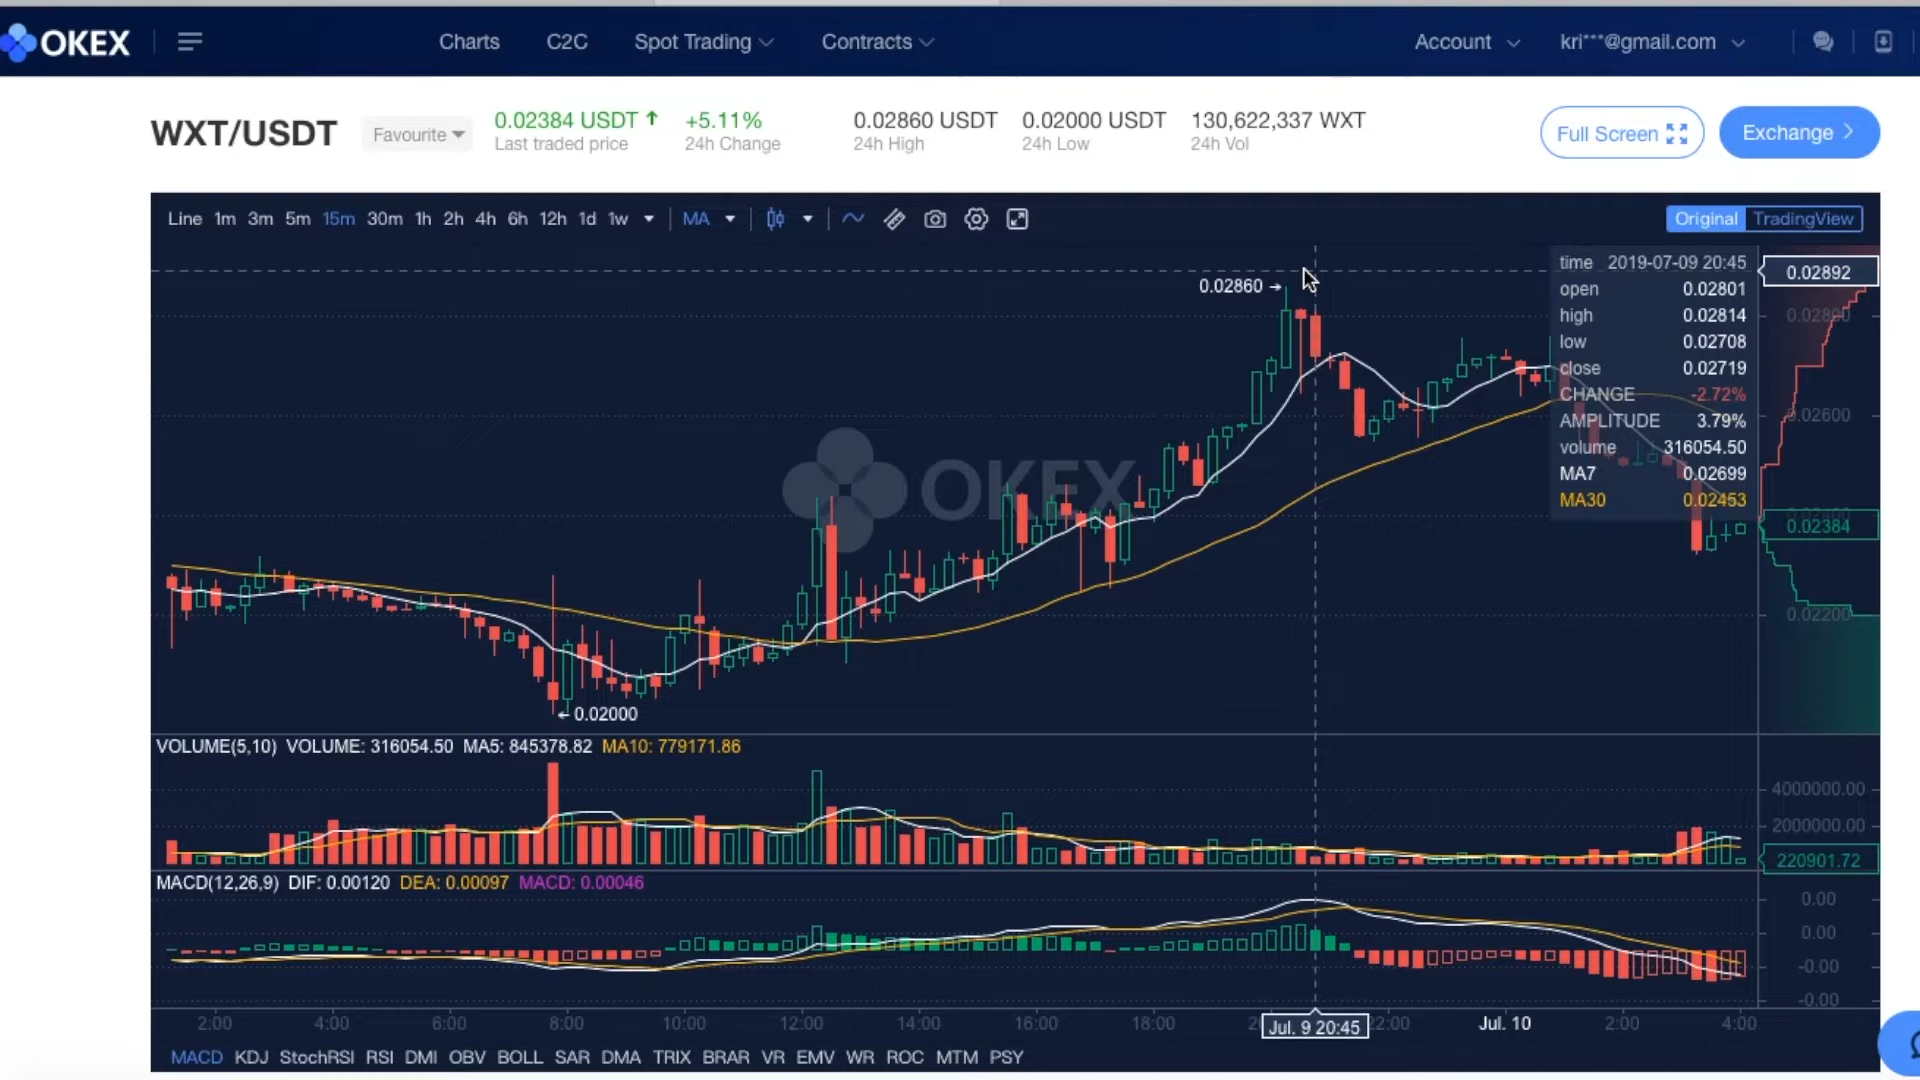 OKEX
Charts C2C Spot Trading Contracts Account kri***@gmail.com
WXT/USDT Favourite 0.02384 USDT +5.11% 0.02860 USDT 0.02000 USDT 130,622,337 WXT Full Screen Exchange
Last traded price 24h Change 24h High 24h Low 24h Vol
Line 1m 3m 5m 15m 30m 1h 2h 4h 6h 12h 1d 1w MA Original TradingView
time 2019-07-09 20:45
open 0.02801
high 0.02814
low 0.02708
close 0.02719
CHANGE -2.72%
AMPLITUDE 3.79%
volume 316054.50
MA7 0.02699
MA30 0.02453
0.02892
0.02800
0.02600
0.02384
0.02200
0.02860
OKEX
0.02000
VOLUME(5,10) VOLUME: 316054.50 MA5: 845378.82 MA10: 779171.86
4000000.00
2000000.00
220901.72
MACD(12,26,9) DIF: 0.00120 DEA: 0.00097 MACD: 0.00046
0.00
0.00
-0.00
-0.00
2:00 4:00 6:00 8:00 10:00 12:00 14:00 16:00 18:00 Jul. 9 20:45 22:00 Jul. 10 2:00 4:00
MACD KDJ StochRSI RSI DMI OBV BOLL SAR DMA TRIX BRAR VR EMV WR ROC MTM PSY